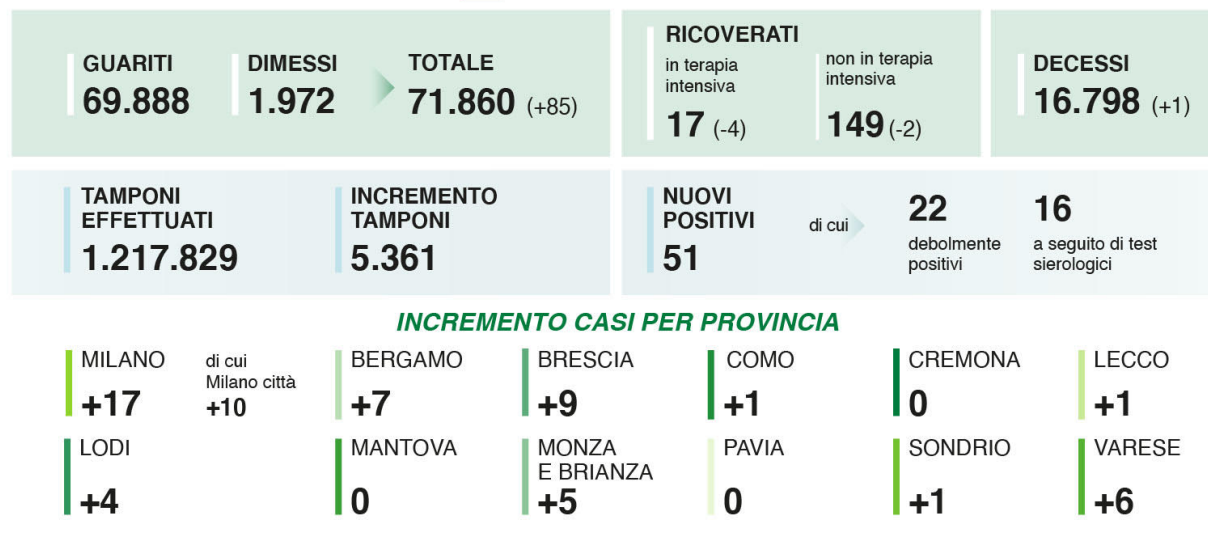 GUARITI
69.888
DIMESSI
1.972
TOTALE
71.860 (+85)
RICOVERATI
in terapia
intensiva
17 (-4)
non in terapia
intensiva
149 (-2)
DECESSI
16.798 (+1)
TAMPONI
EFFETTUATI
1.217.829
INCREMENTO
TAMPONI
5.361
NUOVI
POSITIVI
51
di cui
22
debolmente
positivi
16
a seguito di test
sierologici
INCREMENTO CASI PER PROVINCIA
MILANO
+17
di cui
Milano città
+10
BERGAMO
+7
BRESCIA
+9
COMO
+1
CREMONA
0
LECCO
+1
LODI
+4
MANTOVA
0
MONZA
E BRIANZA
+5
PAVIA
0
SONDRIO
+1
VARESE
+6